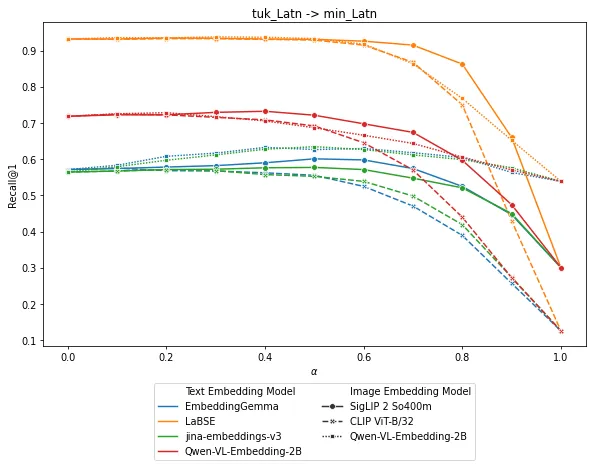 tuk_Latn -> min_Latn
Recall@1
0.9
0.8
0.7
0.6
0.5
0.4
0.3
0.2
0.1
0.0 0.2 0.4 0.6 0.8 1.0
α
Text Embedding Model Image Embedding Model
EmbeddingGemma SigLIP 2 So400m
LaBSE CLIP ViT-B/32
jina-embeddings-v3 Qwen-VL-Embedding-2B
Qwen-VL-Embedding-2B